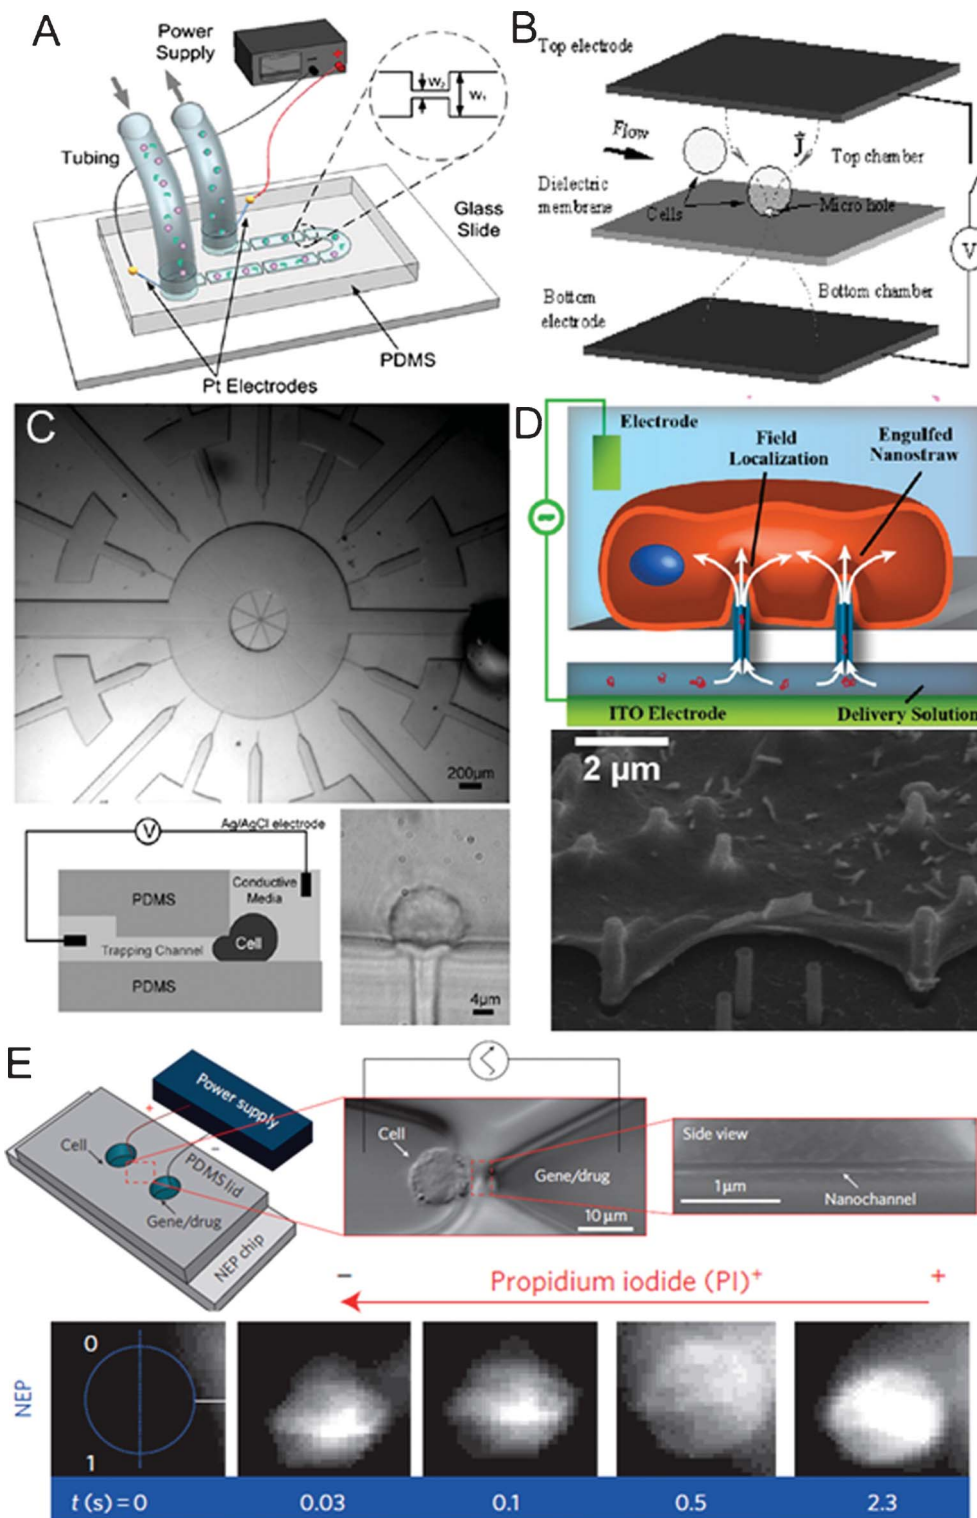 A
Power
Supply
- +
W₂
W₁
Tubing
Glass
Slide
PDMS
Pt Electrodes
B
Top electrode
Flow
J
Top chamber
Dielectric
membrane
Cells
Micro hole
V
Bottom
electrode
Bottom chamber
C
200µm
V
Ag/AgCl electrode
PDMS
Conductive
Media
Trapping Channel
Cell
PDMS
4µm
D
Electrode
Field
Localization
Engulfed
Nanostraw
ITO Electrode
Delivery Solution
2 µm
E
Power supply
+
-
Cell
PDMS lid
Gene/drug
NEP chip
Cell
Gene/drug
10 µm
Side view
1µm
Nanochannel
− Propidium iodide (PI)⁺ +
NEP
0
1
t (s) = 0 0.03 0.1 0.5 2.3